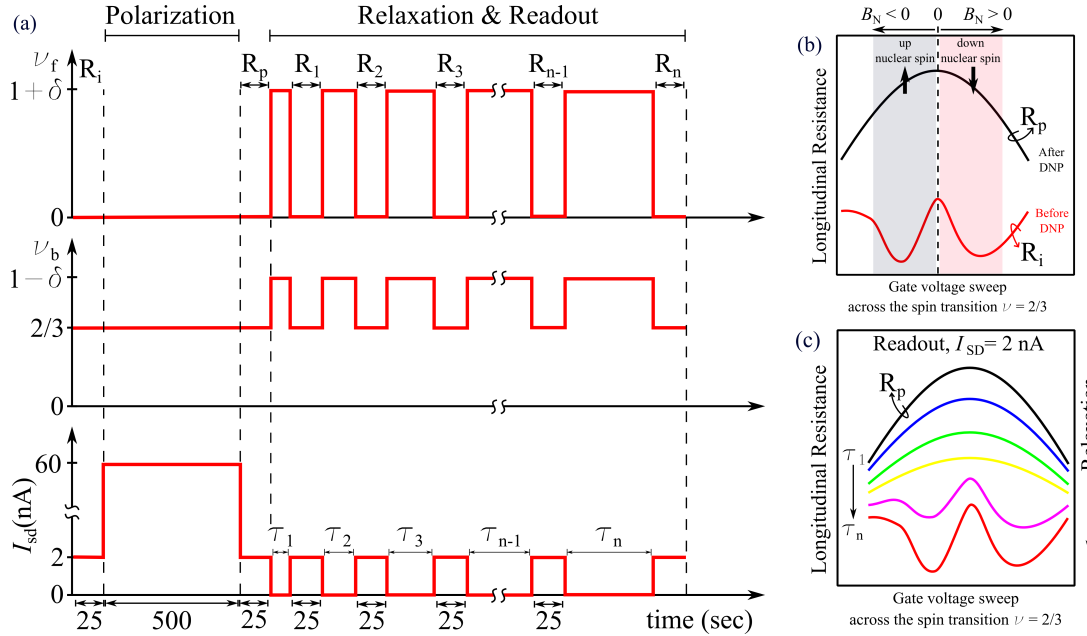 (a)
Polarization
Relaxation & Readout
ν_f
R_i
R_p
R_1
R_2
R_3
R_{n-1}
R_n
1+δ
0
ν_b
1−δ
2/3
0
I_sd(nA)
60
2
0
τ_1
τ_2
τ_3
τ_{n-1}
τ_n
25
500
25
25
25
25
25
time (sec)
(b)
B_N < 0
0
B_N > 0
up
nuclear spin
down
nuclear spin
R_p
After
DNP
Before
DNP
R_i
Longitudinal Resistance
Gate voltage sweep
across the spin transition ν = 2/3
(c)
Readout, I_SD= 2 nA
R_p
τ_1
τ_n
Longitudinal Resistance
Relaxation
Gate voltage sweep
across the spin transition ν = 2/3